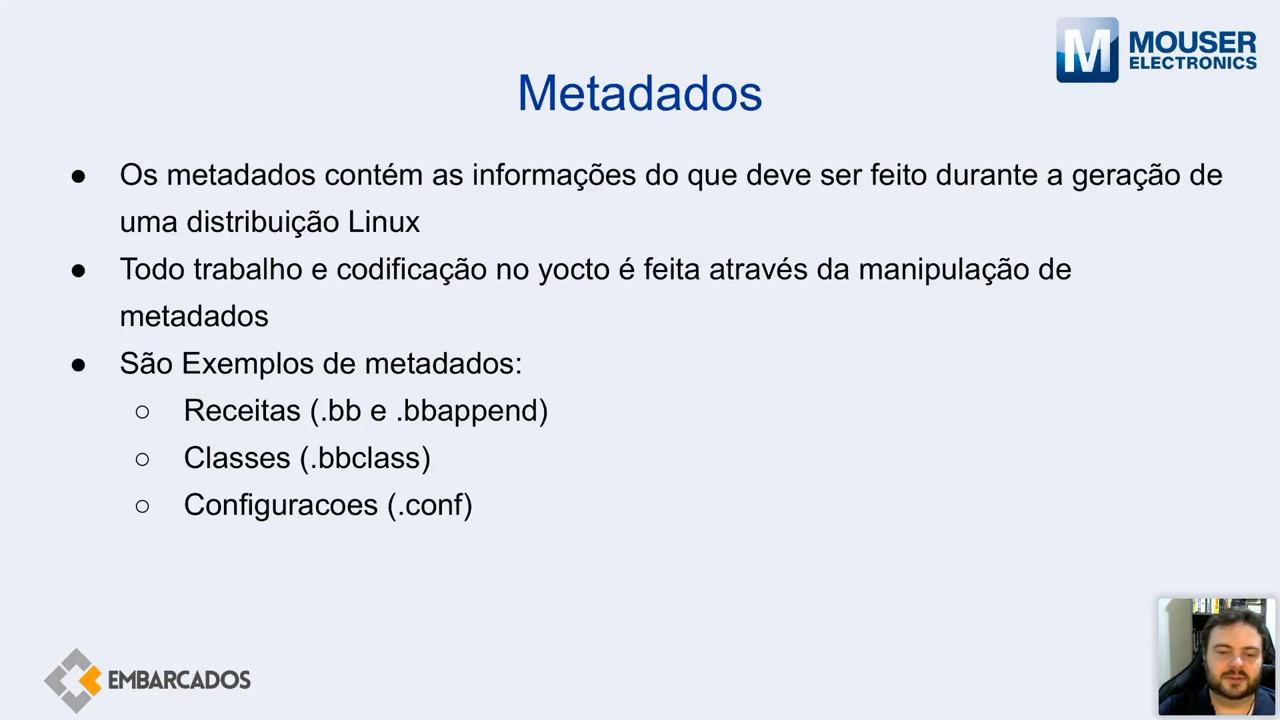 M MOUSER
ELECTRONICS
Metadados
● Os metadados contém as informações do que deve ser feito durante a geração de
uma distribuição Linux
● Todo trabalho e codificação no yocto é feita através da manipulação de
metadados
● São Exemplos de metadados:
○ Receitas (.bb e .bbappend)
○ Classes (.bbclass)
○ Configuracoes (.conf)
EMBARCADOS